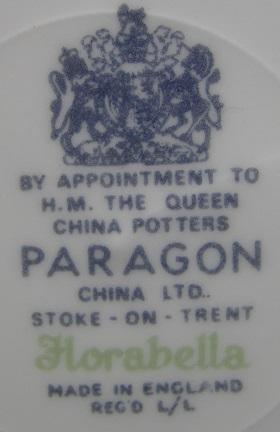 BY APPOINTMENT TO
H.M. THE QUEEN
CHINA POTTERS
PARAGON
CHINA LTD..
STOKE - ON - TRENT
Florabella
MADE IN ENGLAND
REG'D L/L